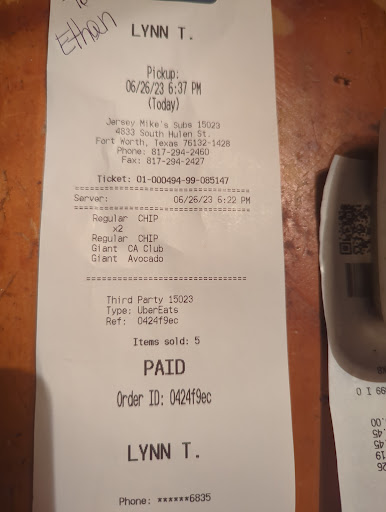 To
Ethan
LYNN T.
Pickup:
06/26/23 6:37 PM
(Today)
Jersey Mike's Subs 15023
4833 South Hulen St.
Fort Worth, Texas 76132-1428
Phone: 817-294-2460
Fax: 817-294-2427
Ticket: 01-000494-99-085147
Server: 06/26/23 6:22 PM
Regular CHIP
x2
Regular CHIP
Giant CA Club
Giant Avocado
Third Party 15023
Type: UberEats
Ref: 0424f9ec
Items sold: 5
PAID
Order ID: 0424f9ec
LYNN T.
Phone: ******6835